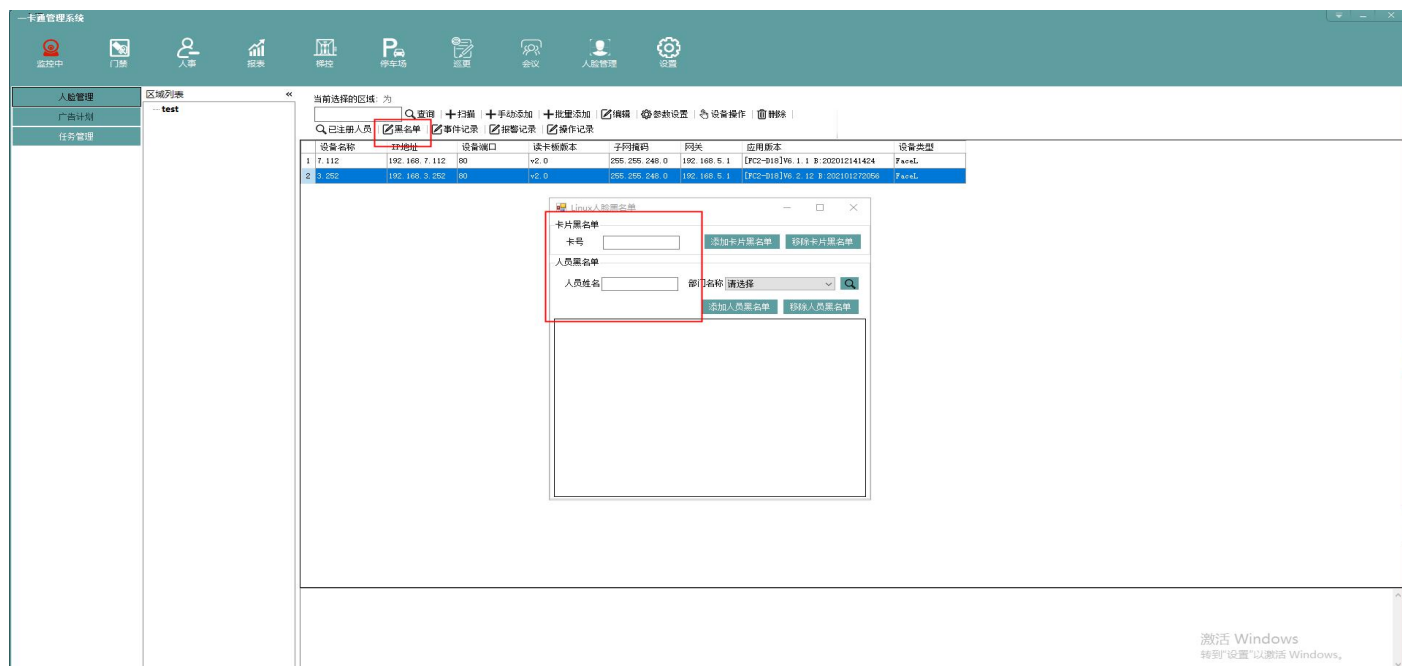 一卡通管理系统
监控中 门禁 人事 报表 梯控 停车场 巡更 会议 人脸管理 设置
人脸管理
广告计划
任务管理
区域列表 «
test
当前选择的区域: 为
查询 扫描 手动添加 批量添加 编辑 参数设置 设备操作 删除
已注册人员 黑名单 事件记录 报警记录 操作记录
设备名称 IP地址 设备端口 读卡板版本 子网掩码 网关 应用版本 设备类型
1 7.112 192.168.7.112 80 v2.0 255.255.248.0 192.168.5.1 [FC2-D18]V6.1.1 B:202012141424 FaceL
2 3.252 192.168.3.252 80 v2.0 255.255.248.0 192.168.5.1 [FC2-D18]V6.2.12 B:202101272056 FaceL
Linux人脸黑名单
卡片黑名单
卡号 添加卡片黑名单 移除卡片黑名单
人员黑名单
人员姓名 部门名称 请选择
添加人员黑名单 移除人员黑名单
激活 Windows
转到"设置"以激活 Windows。